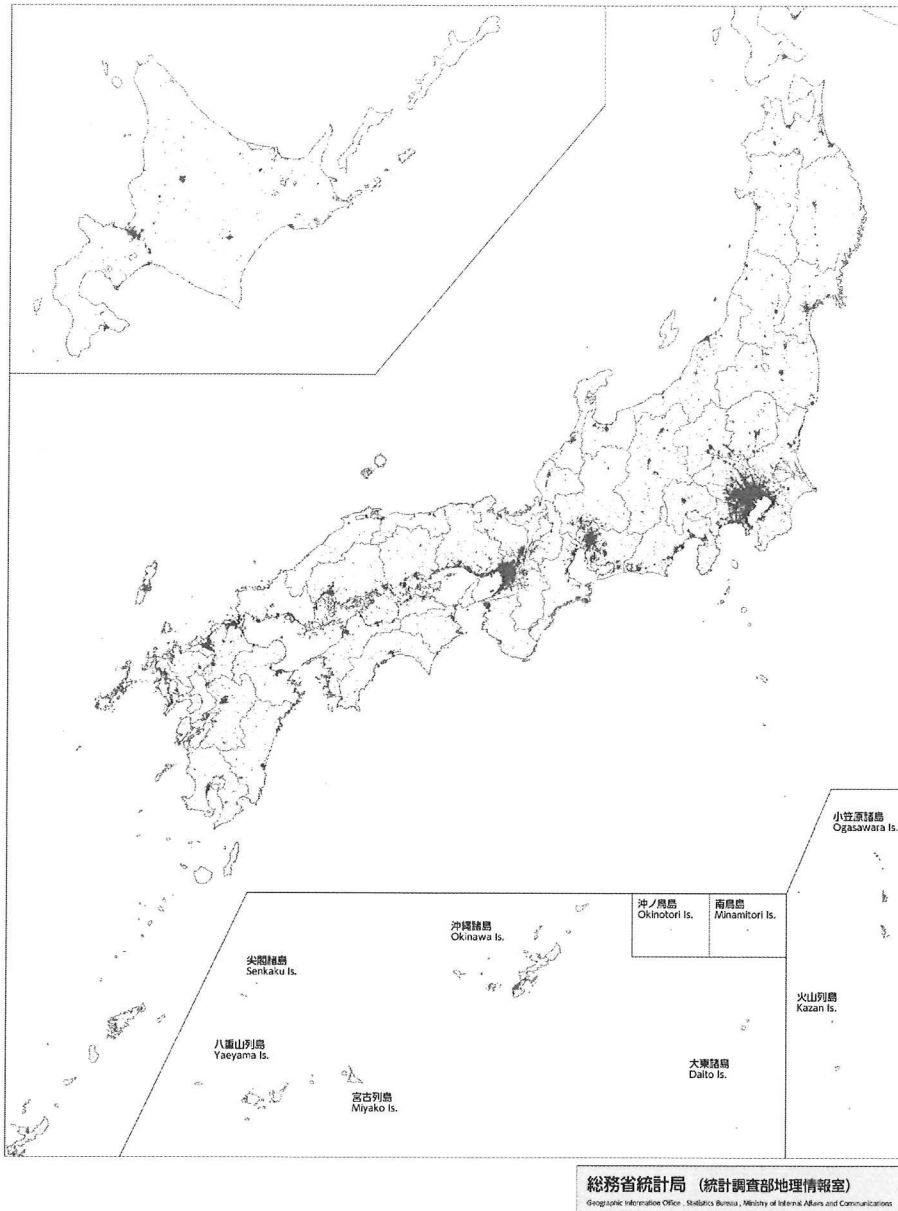 小笠原諸島
Ogasawara Is.
沖縄諸島
Okinawa Is.
沖ノ鳥島
Okinotori Is.
南鳥島
Minamitori Is.
尖閣諸島
Senkaku Is.
火山列島
Kazan Is.
八重山列島
Yaeyama Is.
大東諸島
Daito Is.
宮古列島
Miyako Is.
総務省統計局 (統計調査部地理情報室)
Geographic Information Office , Statistics Bureau , Ministry of Internal Affairs and Communications